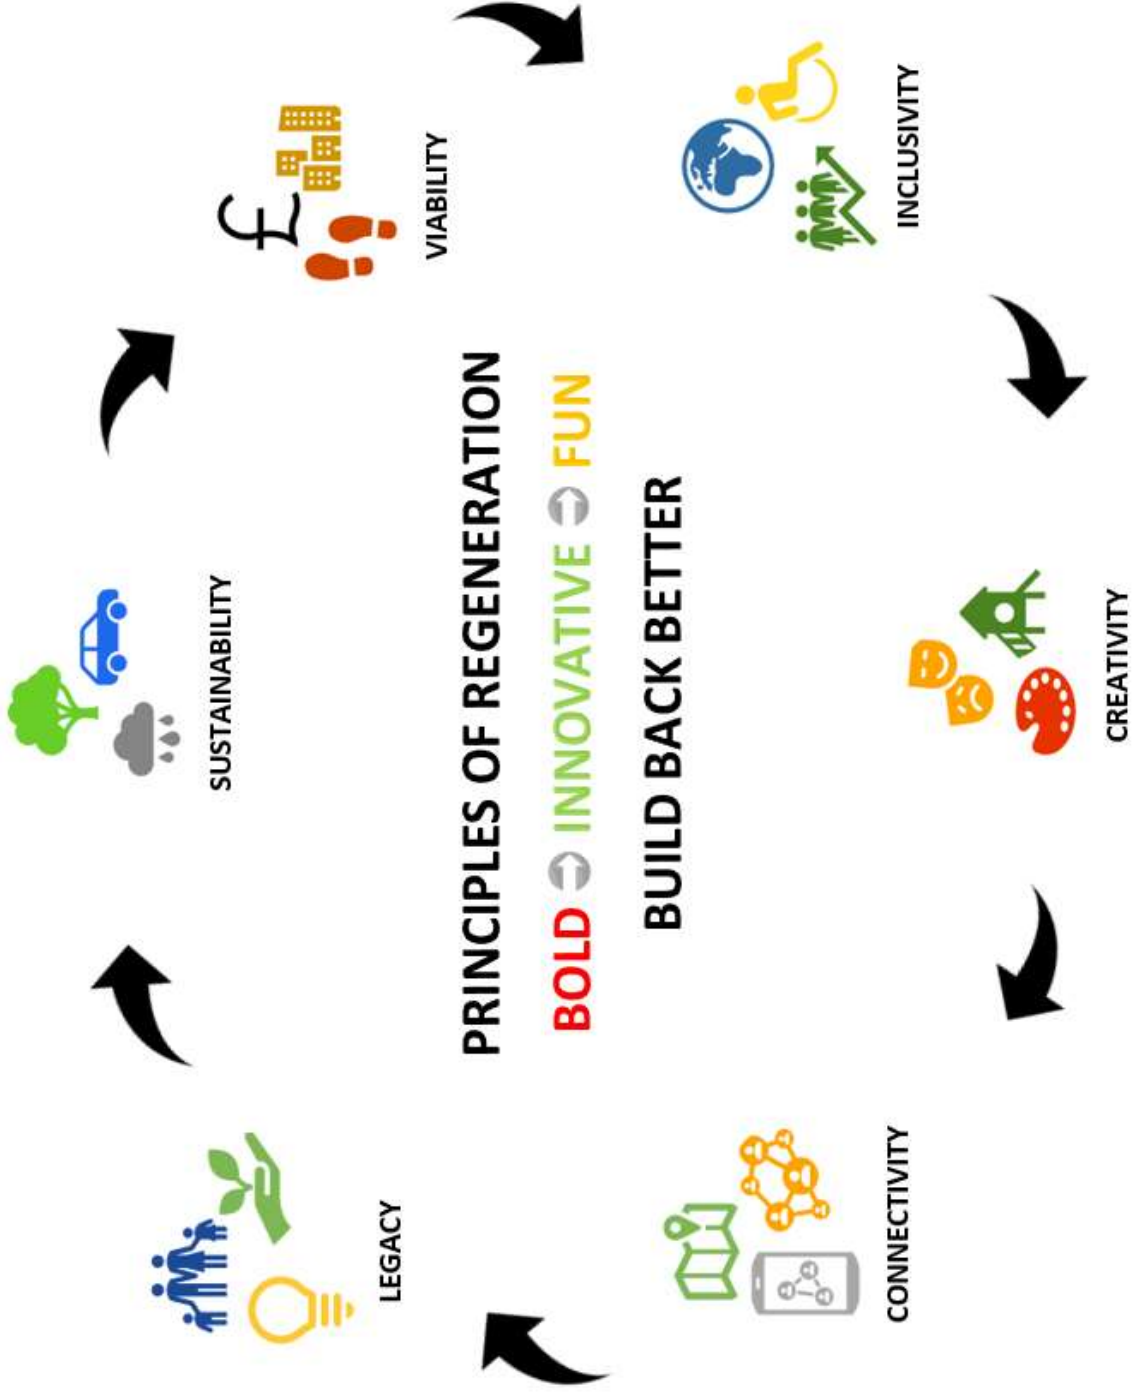 SUSTAINABILITY
VIABILITY
LEGACY
£
PRINCIPLES OF REGENERATION
BOLD INNOVATIVE FUN
BUILD BACK BETTER
INCLUSIVITY
CONNECTIVITY
CREATIVITY